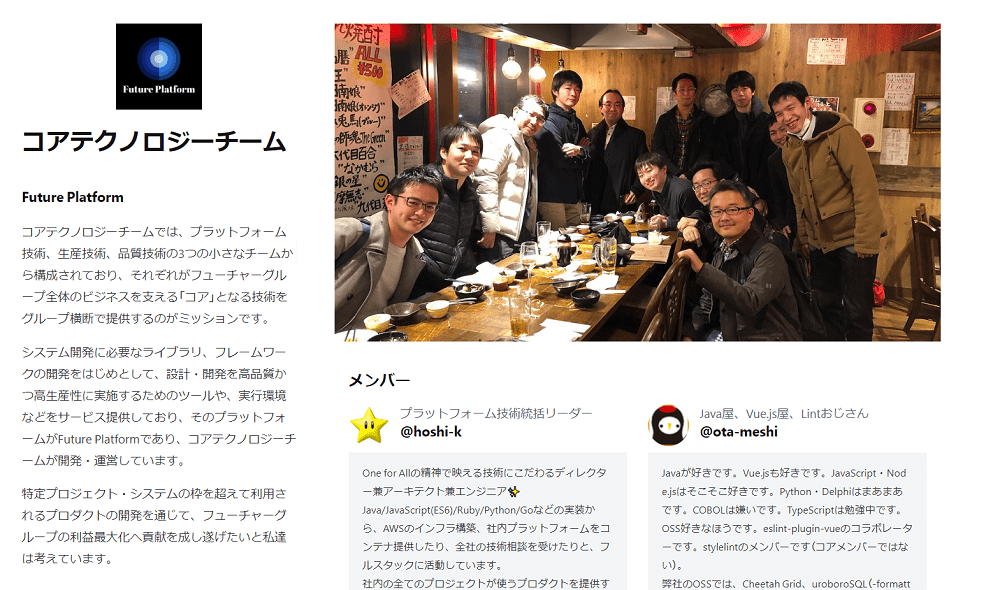 Future Platform
コアテクノロジーチーム
Future Platform
コアテクノロジーチームでは、プラットフォーム
技術、生産技術、品質技術の3つの小さなチームか
ら構成されており、それぞれがフューチャーグル
ープ全体のビジネスを支える「コア」となる技術を
グループ横断で提供するのがミッションです。
システム開発に必要なライブラリ、フレームワー
クの開発をはじめとして、設計・開発を高品質か
つ高生産性に実施するためのツールや、実行環境
などをサービス提供しており、そのプラットフォ
ームがFuture Platformであり、コアテクノロジーチ
ームが開発・運営しています。
特定プロジェクト・システムの枠を超えて利用さ
れるプロダクトの開発を通じて、フューチャーグ
ループの利益最大化へ貢献を成し遂げたいと私達
は考えています。
焼酎
ALL
¥500
The Green
六代目百合
"なかむら
メンバー
プラットフォーム技術統括リーダー
@hoshi-k
One for Allの精神で映える技術にこだわるディレクタ
ー兼アーキテクト兼エンジニア✨
Java/JavaScript(ES6)/Ruby/Python/Goなどの実装か
ら、AWSのインフラ構築、社内プラットフォームをコ
ンテナ提供したり、全社の技術相談を受けたりと、フ
ルスタックに活動しています。
社内の全てのプロジェクトが使うプロダクトを提供す
Java屋、Vue.js屋、Lintおじさん
@ota-meshi
Javaが好きです。Vue.jsも好きです。JavaScript・Nod
e.jsはそこそこ好きです。Python・Delphiはまあまあ
です。COBOLは嫌いです。TypeScriptは勉強中です。
OSS好きなほうです。eslint-plugin-vueのコラボレータ
ーです。stylelintのメンバーです(コアメンバーではな
い)。
弊社のOSSでは、Cheetah Grid、uroboroSQL(-formatt